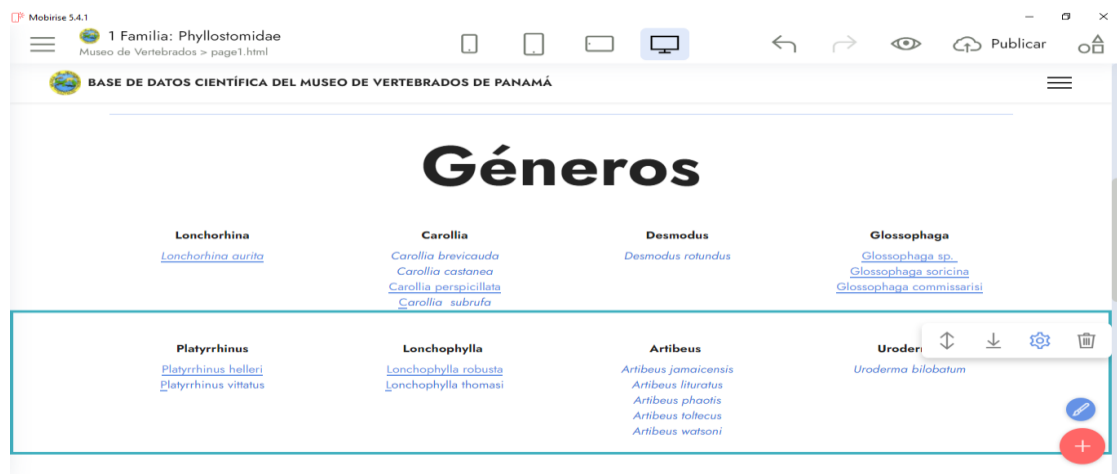 Mobirise 5.4.1
1 Familia: Phyllostomidae
Museo de Vertebrados > page1.html
Publicar
BASE DE DATOS CIENTÍFICA DEL MUSEO DE VERTEBRADOS DE PANAMÁ
Géneros
Lonchorhina
Lonchorhina aurita
Carollia
Carollia brevicauda
Carollia castanea
Carollia perspicillata
Carollia subrufa
Desmodus
Desmodus rotundus
Glossophaga
Glossophaga sp.
Glossophaga soricina
Glossophaga commissarisi
Platyrrhinus
Platyrrhinus helleri
Platyrrhinus vittatus
Lonchophylla
Lonchophylla robusta
Lonchophylla thomasi
Artibeus
Artibeus jamaicensis
Artibeus lituratus
Artibeus phaotis
Artibeus toltecus
Artibeus watsoni
Uroder
Uroderma bilobatum